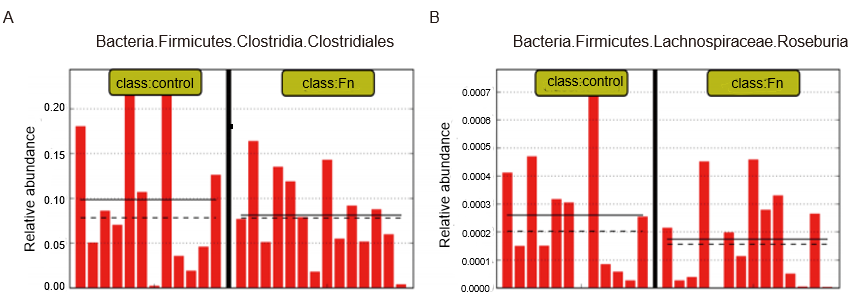 A
Bacteria.Firmicutes.Clostridia.Clostridiales
class:control
class:Fn
Relative abundance
0.20
0.15
0.10
0.05
0.00
B
Bacteria.Firmicutes.Lachnospiraceae.Roseburia
class:control
class:Fn
Relative abundance
0.0007
0.0006
0.0005
0.0004
0.0003
0.0002
0.0001
0.0000